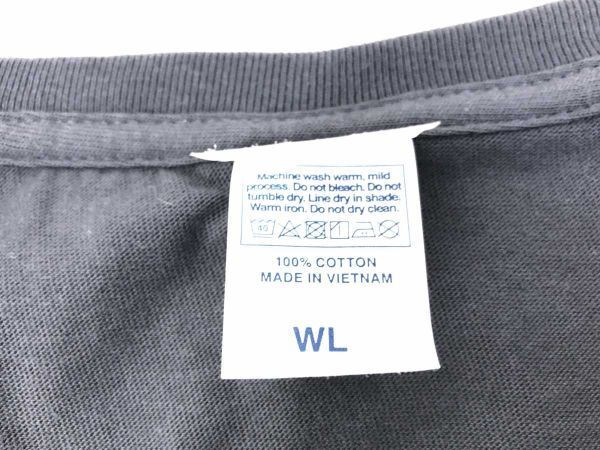 Machine wash warm, mild
process. Do not bleach. Do not
tumble dry. Line dry in shade.
Warm iron. Do not dry clean.
40
100% COTTON
MADE IN VIETNAM
WL